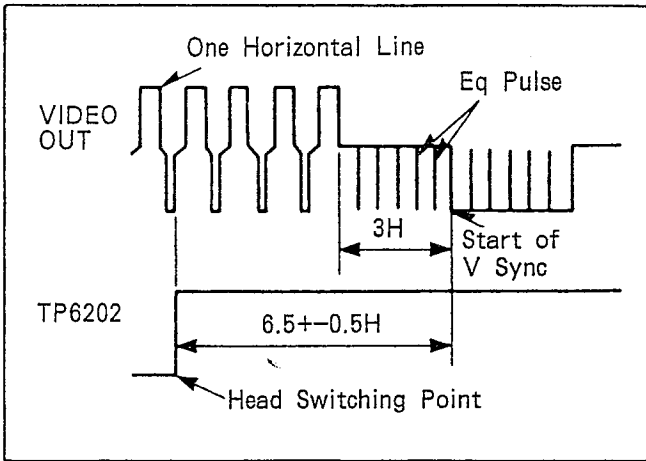 One Horizontal Line
VIDEO
OUT
Eq Pulse
3H
Start of
V Sync
TP6202
6.5+-0.5H
Head Switching Point